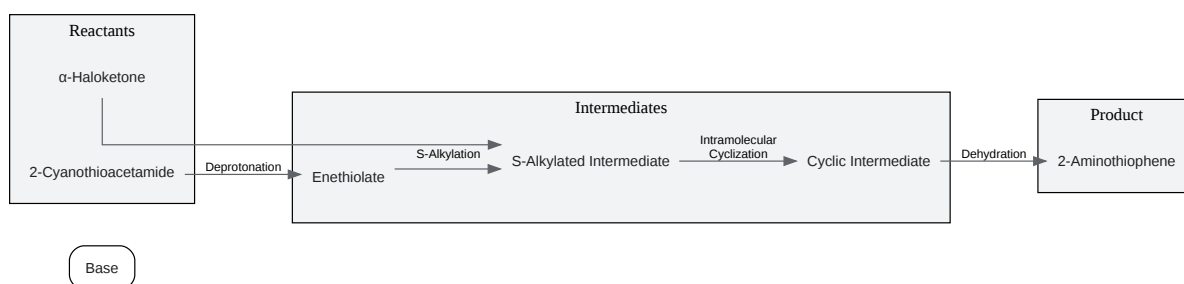 Reactants
α-Haloketone
2-Cyanothioacetamide
Deprotonation
Intermediates
Enethiolate
S-Alkylation
S-Alkylated Intermediate
Intramolecular
Cyclization
Cyclic Intermediate
Dehydration
Product
2-Aminothiophene
Base